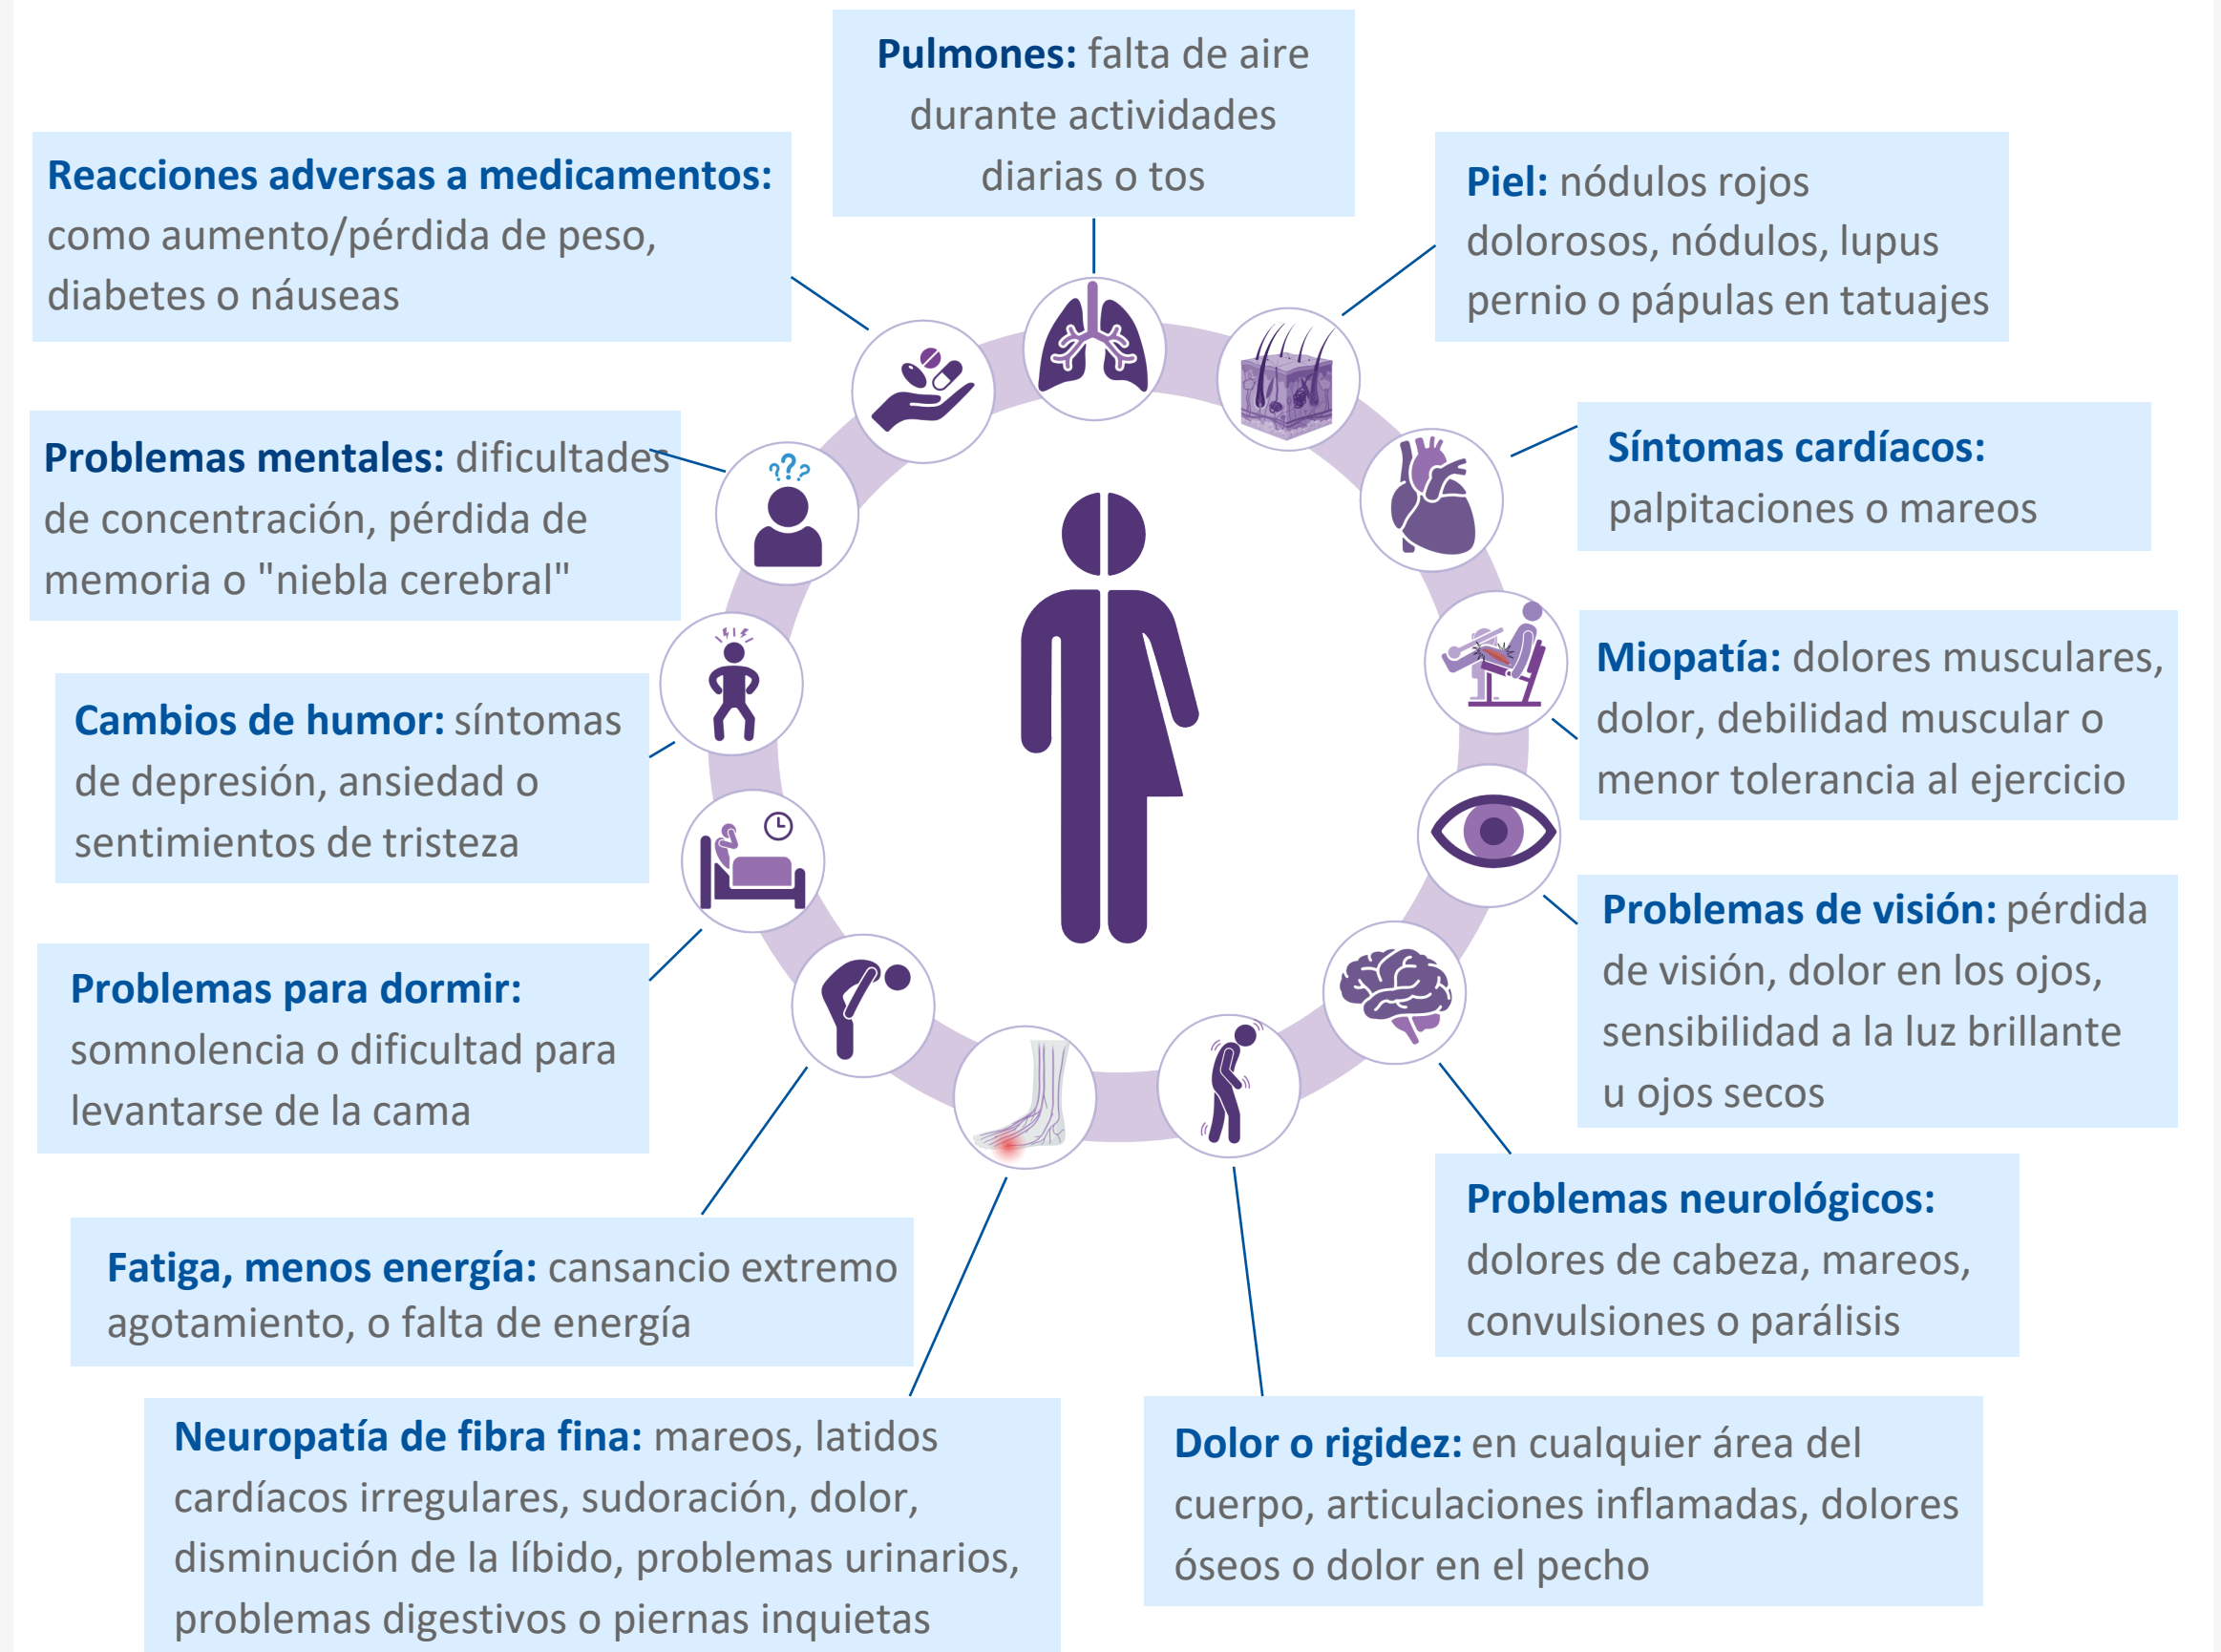 Pulmones: falta de aire
durante actividades
diarias o tos
Reacciones adversas a medicamentos:
como aumento/pérdida de peso,
diabetes o náuseas
Piel: nódulos rojos
dolorosos, nódulos, lupus
pernio o pápulas en tatuajes
Problemas mentales: dificultades
de concentración, pérdida de
memoria o "niebla cerebral"
???
Síntomas cardíacos:
palpitaciones o mareos
Cambios de humor: síntomas
de depresión, ansiedad o
sentimientos de tristeza
Miopatía: dolores musculares,
dolor, debilidad muscular o
menor tolerancia al ejercicio
Problemas para dormir:
somnolencia o dificultad para
levantarse de la cama
Problemas de visión: pérdida
de visión, dolor en los ojos,
sensibilidad a la luz brillante
u ojos secos
Fatiga, menos energía: cansancio extremo
agotamiento, o falta de energía
Problemas neurológicos:
dolores de cabeza, mareos,
convulsiones o parálisis
Neuropatía de fibra fina: mareos, latidos
cardíacos irregulares, sudoración, dolor,
disminución de la líbido, problemas urinarios,
problemas digestivos o piernas inquietas
Dolor o rigidez: en cualquier área del
cuerpo, articulaciones inflamadas, dolores
óseos o dolor en el pecho